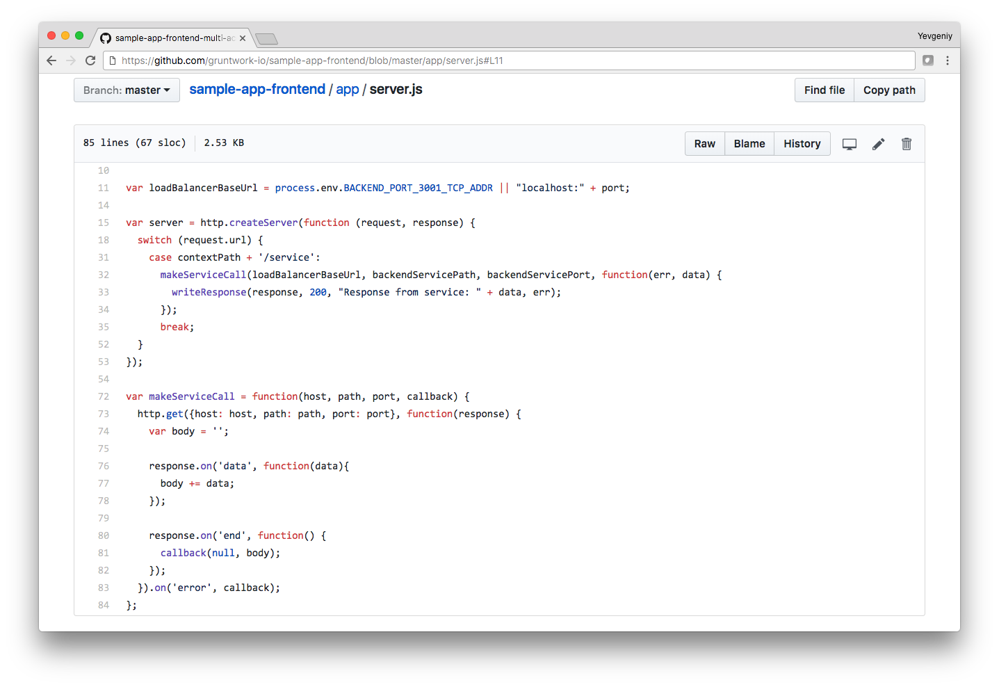 sample-app-frontend-multi-ac
Yevgeniy
https://github.com/gruntwork-io/sample-app-frontend/blob/master/app/server.js#L11
Branch: master sample-app-frontend / app / server.js Find file Copy path
85 lines (67 sloc) 2.53 KB Raw Blame History
10
11 var loadBalancerBaseUrl = process.env.BACKEND_PORT_3001_TCP_ADDR || "localhost:" + port;
14
15 var server = http.createServer(function (request, response) {
18 switch (request.url) {
31 case contextPath + '/service':
32 makeServiceCall(loadBalancerBaseUrl, backendServicePath, backendServicePort, function(err, data) {
33 writeResponse(response, 200, "Response from service: " + data, err);
34 });
35 break;
52 }
53 });
54
72 var makeServiceCall = function(host, path, port, callback) {
73 http.get({host: host, path: path, port: port}, function(response) {
74 var body = '';
75
76 response.on('data', function(data){
77 body += data;
78 });
79
80 response.on('end', function() {
81 callback(null, body);
82 });
83 }).on('error', callback);
84 };